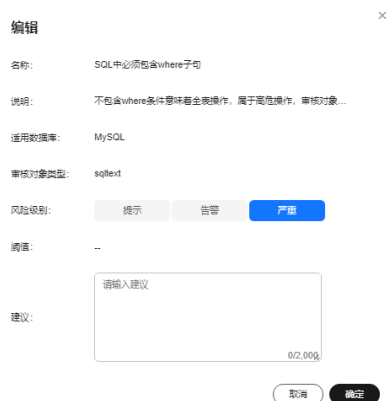 编辑
名称： SQL中必须包含where子句
说明： 不包含where条件意味着全表操作，属于高危操作，审核对象...
适用数据库： MySQL
审核对象类型： sqltext
风险级别： 提示 告警 严重
阈值： --
建议： 请输入建议
0/2,000
取消 确定